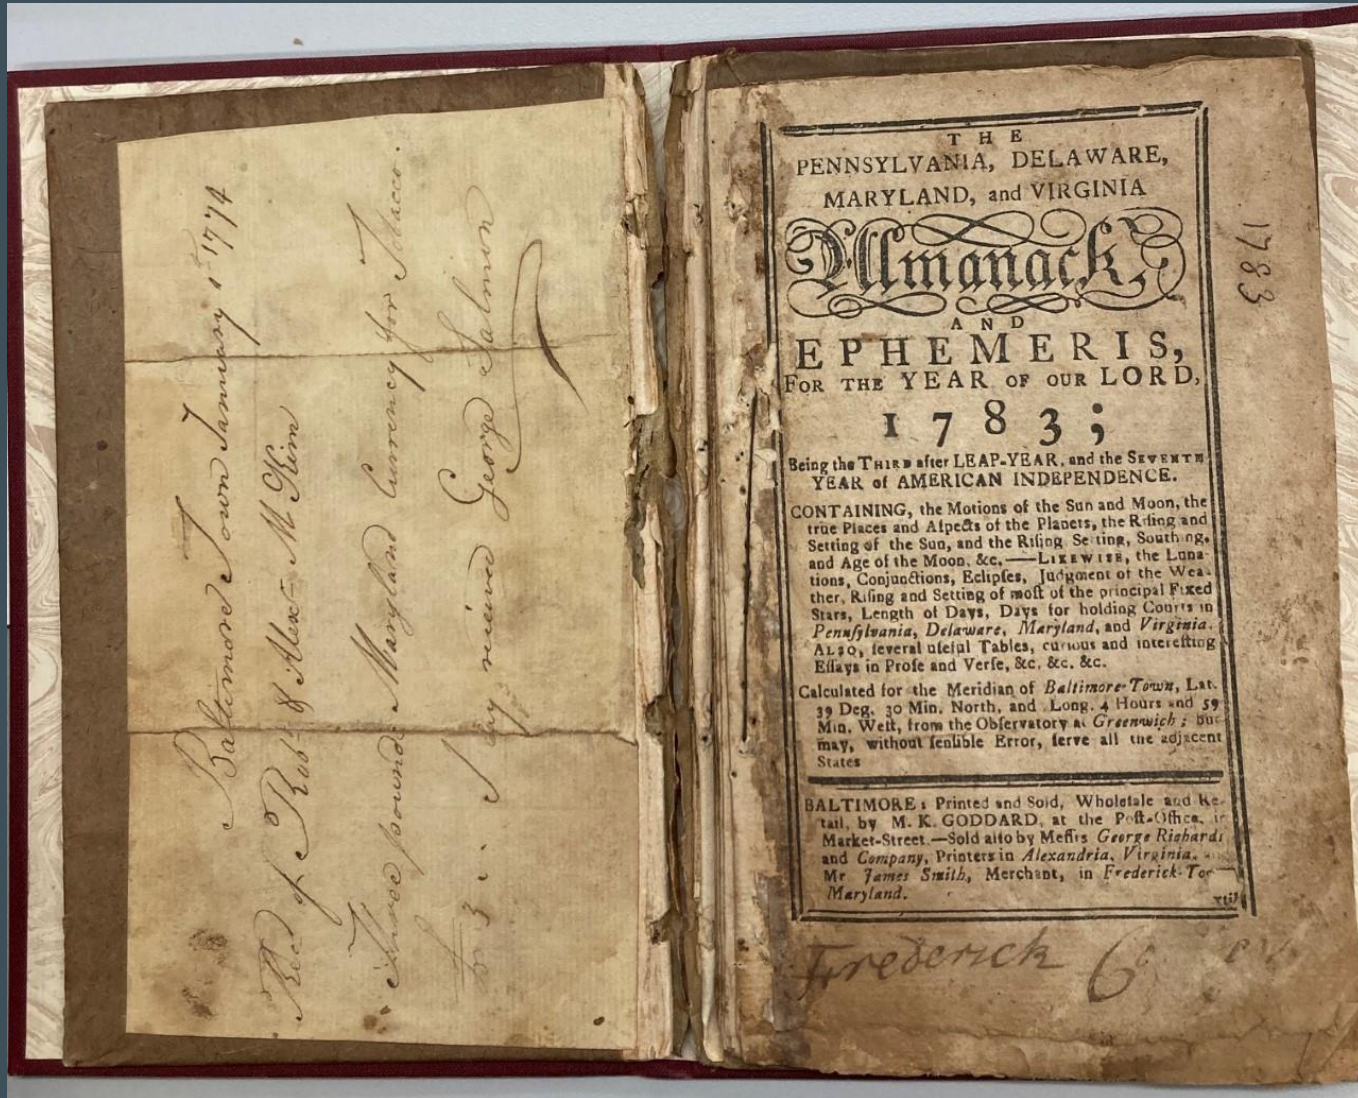 Baltimore Town January 1st 1774
Recd of Robt & Alexr McKim
Three pounds Maryland Currency for Tobacco.
£3 :
Say recieved George Salmon
THE
PENNSYLVANIA, DELAWARE,
MARYLAND, and VIRGINIA
Almanack,
AND
EPHEMERIS,
FOR THE YEAR OF OUR LORD,
1783;
Being the THIRD after LEAP-YEAR, and the SEVENTH
YEAR of AMERICAN INDEPENDENCE.
CONTAINING, the Motions of the Sun and Moon, the
true Places and Aſpects of the Planets, the Riſing and
Setting of the Sun, and the Riſing Setting, Southing,
and Age of the Moon, &c.——LIKEWISE, the Luna-
tions, Conjunctions, Eclipſes, Judgment of the Wea-
ther, Riſing and Setting of moſt of the principal Fixed
Stars, Length of Days, Days for holding Courts in
Pennſylvania, Delaware, Maryland, and Virginia.
ALSO, ſeveral uſeful Tables, curious and intereſting
Eſſays in Proſe and Verſe, &c. &c. &c.
Calculated for the Meridian of Baltimore-Town, Lat.
39 Deg. 30 Min. North, and Long. 4 Hours and 59
Min. Weſt, from the Obſervatory at Greenwich; but
may, without ſenſible Error, ſerve all the adjacent
States
BALTIMORE: Printed and Sold, Wholeſale and Re-
tail, by M. K. GODDARD, at the Poſt-Office, in
Market-Street.—Sold alſo by Meſſrs George Richards
and Company, Printers in Alexandria, Virginia,
Mr James Smith, Merchant, in Frederick-To
Maryland.
1783
Frederick Co